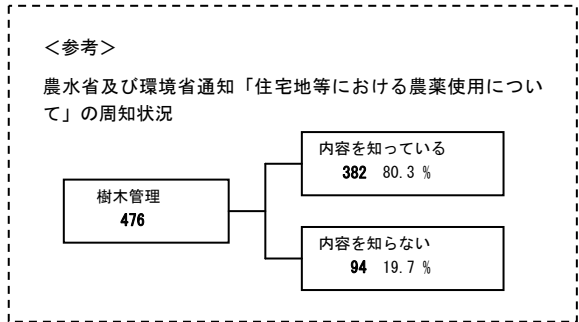 ＜参考＞
農水省及び環境省通知「住宅地等における農薬使用につい
て」の周知状況
樹木管理
476
内容を知っている
382 80.3 %
内容を知らない
94 19.7 %